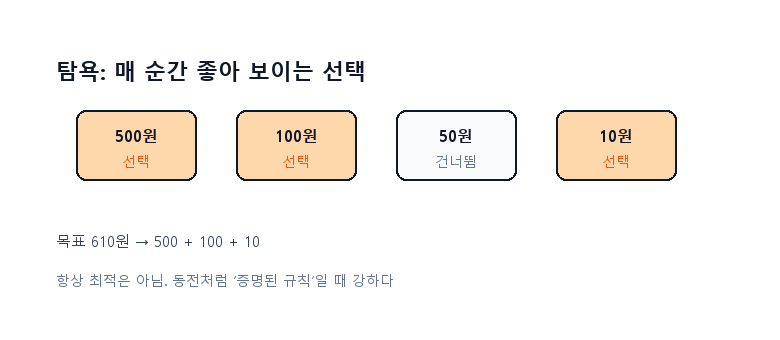 탐욕: 매 순간 좋아 보이는 선택
500원
선택
100원
선택
50원
건너뜀
10원
선택
목표 610원 → 500 + 100 + 10
항상 최적은 아님. 동전처럼 ‘증명된 규칙’일 때 강하다